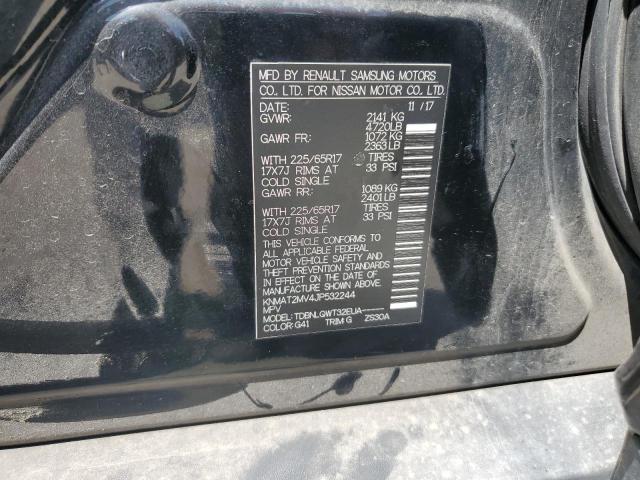 MFD BY RENAULT SAMSUNG MOTORS
CO., LTD. FOR NISSAN MOTOR CO., LTD.
DATE: 11 / 17
GVWR: 2141 KG
4720LB
GAWR FR: 1072 KG
2363LB
WITH 225/65R17 TIRES
17X7J RIMS AT 33 PSI
COLD SINGLE
GAWR RR: 1089 KG
2401LB
WITH 225/65R17 TIRES
17X7J RIMS AT 33 PSI
COLD SINGLE
THIS VEHICLE CONFORMS TO
ALL APPLICABLE FEDERAL
MOTOR VEHICLE SAFETY AND
THEFT PREVENTION STANDARDS
IN EFFECT ON THE DATE OF
MANUFACTURE SHOWN ABOVE.
KNMAT2MV4JP532244
MPV
MODEL: TDBNLQWT32EUA-----
COLOR: G41 TRIM: G ZS30A